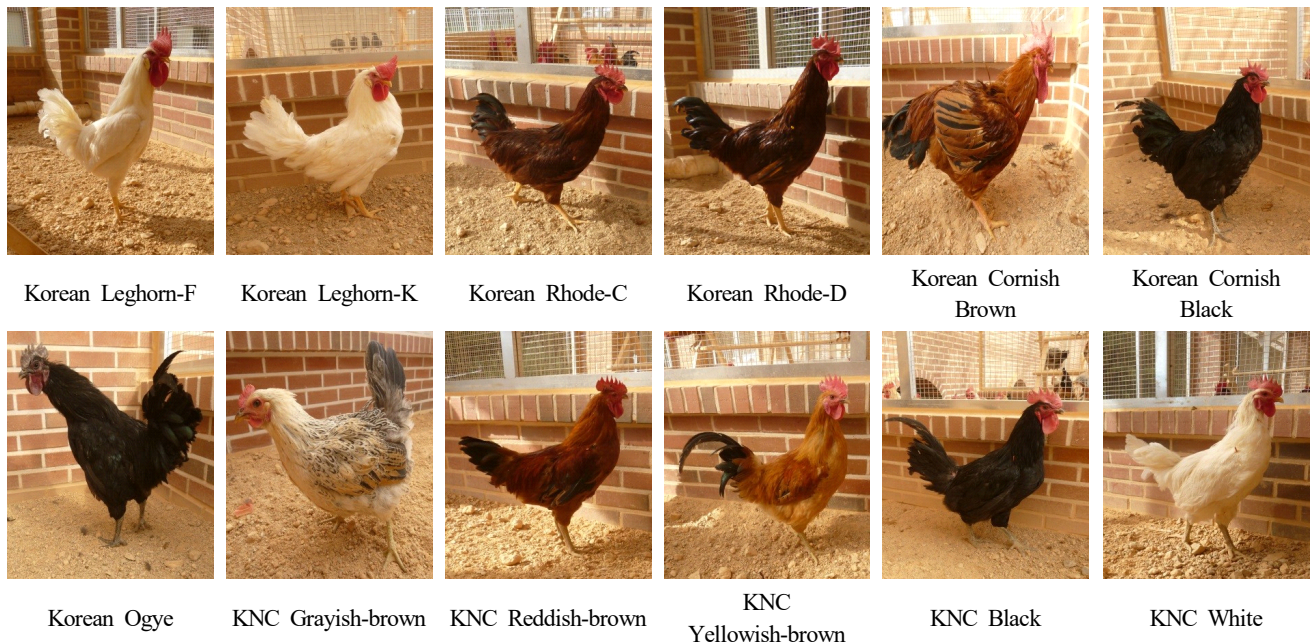 Korean Leghorn-F
Korean Leghorn-K
Korean Rhode-C
Korean Rhode-D
Korean Cornish
Brown
Korean Cornish
Black
Korean Ogye
KNC Grayish-brown
KNC Reddish-brown
KNC
Yellowish-brown
KNC Black
KNC White